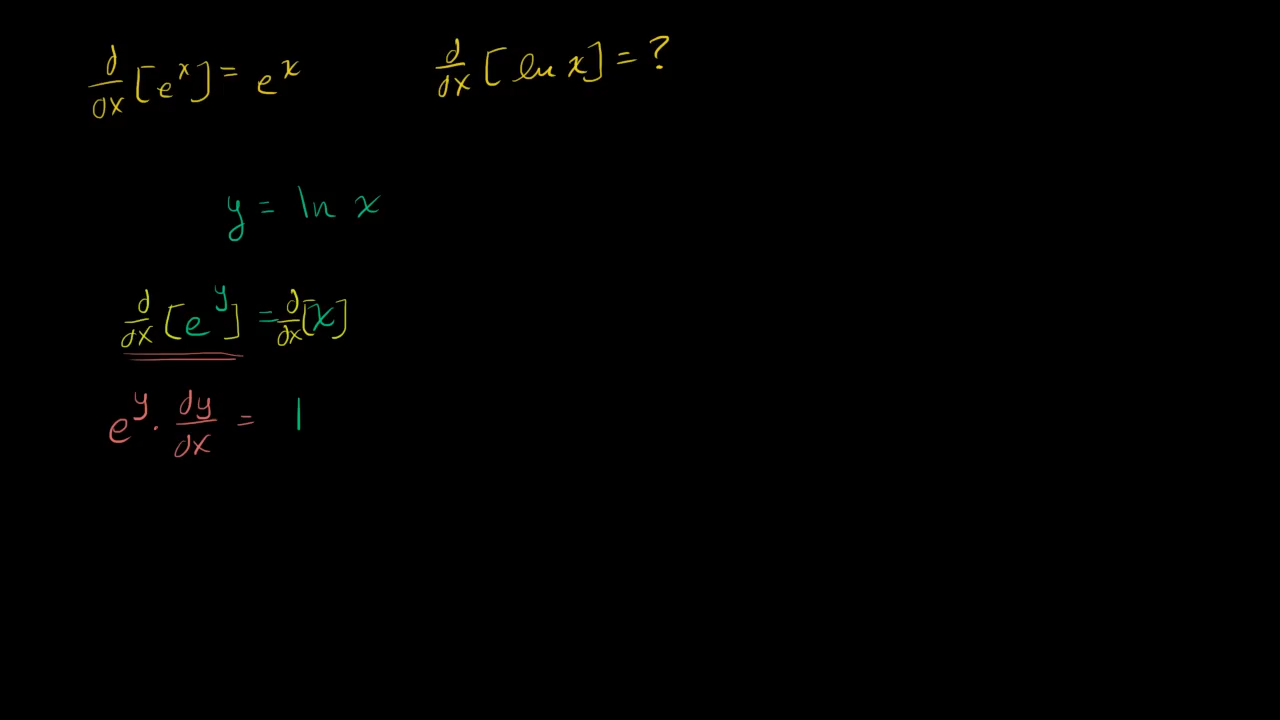 d/dx [e^x] = e^x    d/dx [ln x] = ?
y = ln x
d/dx [e^y] = d/dx [x]
e^y · dy/dx = 1